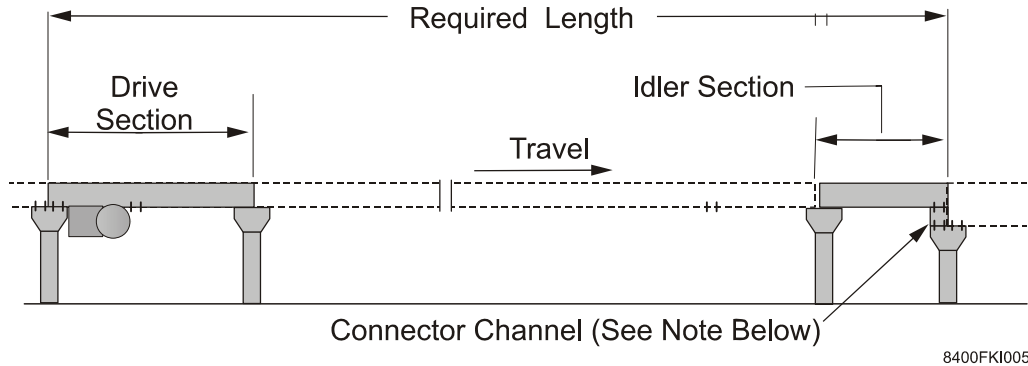 Required Length
Drive
Section
Idler Section
Travel
Connector Channel (See Note Below)
8400FKI005